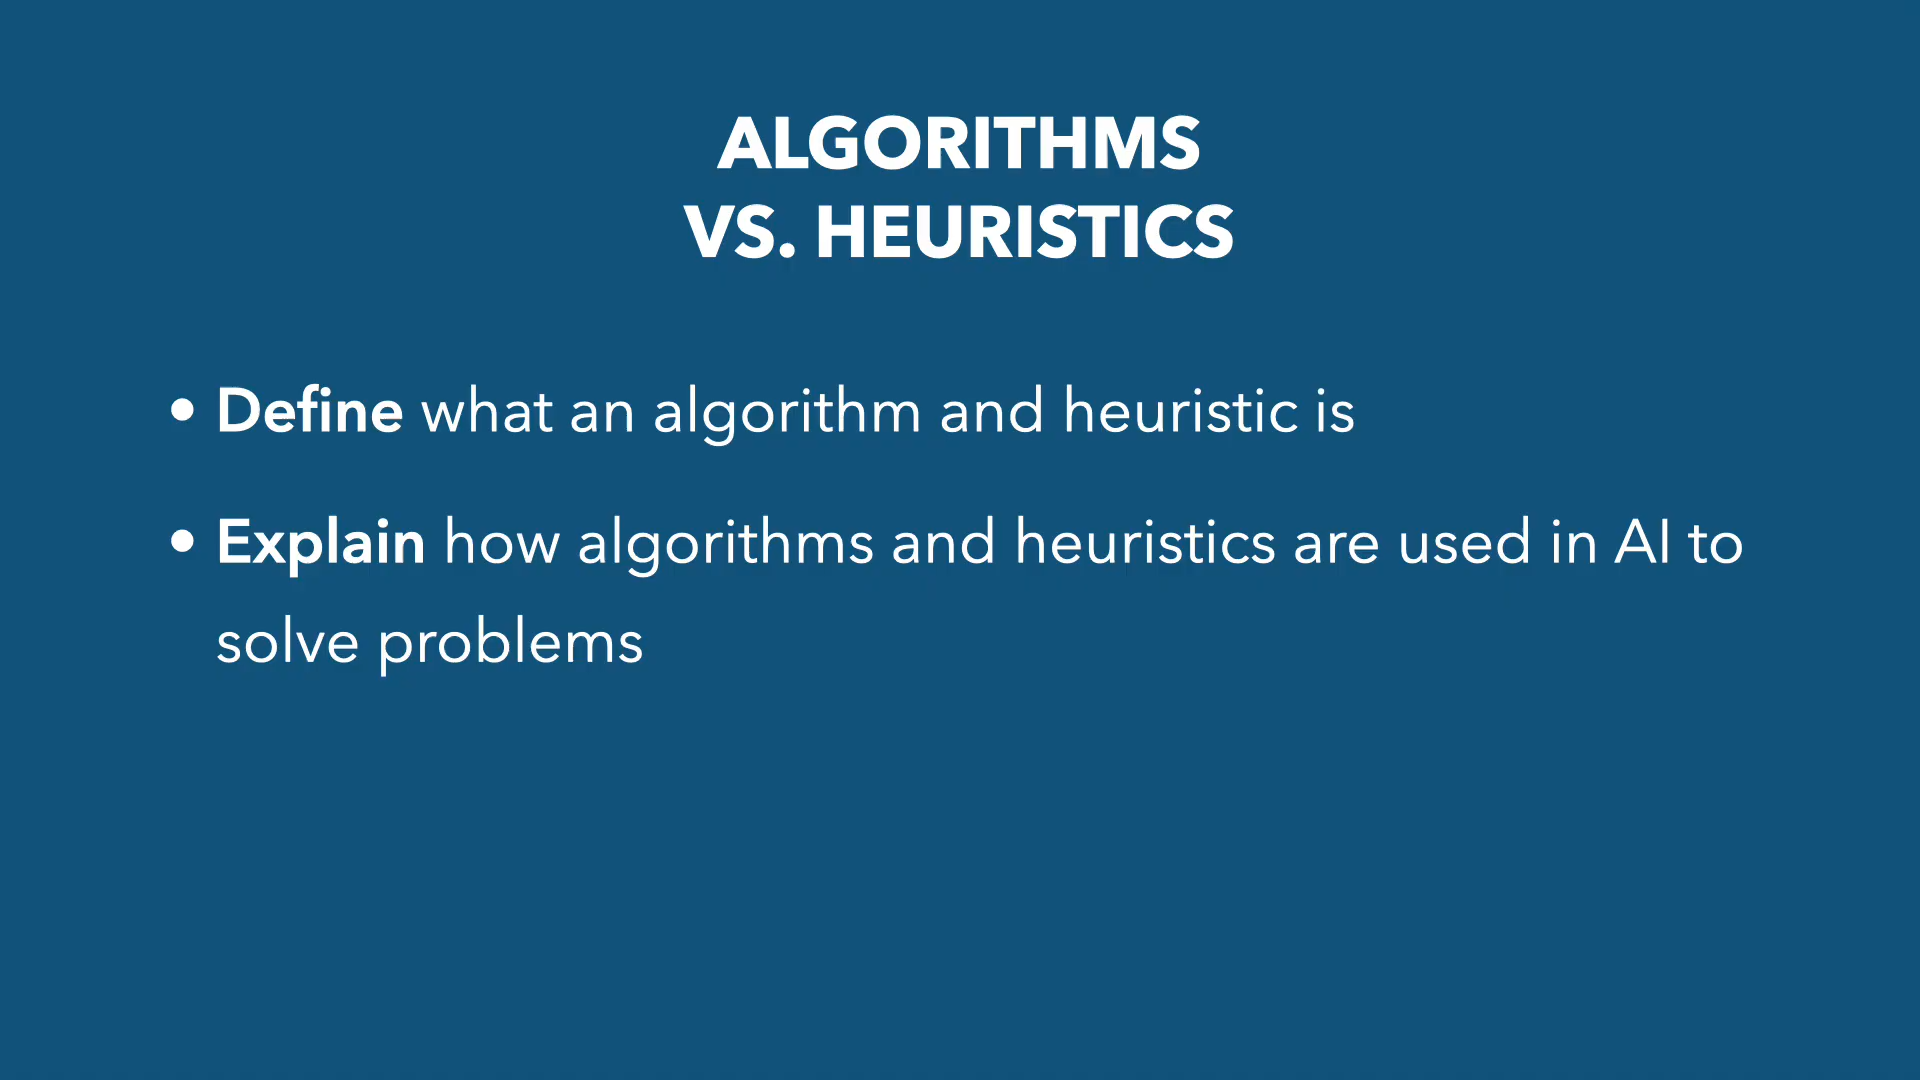 ALGORITHMS
VS. HEURISTICS
• Define what an algorithm and heuristic is
• Explain how algorithms and heuristics are used in AI to
solve problems